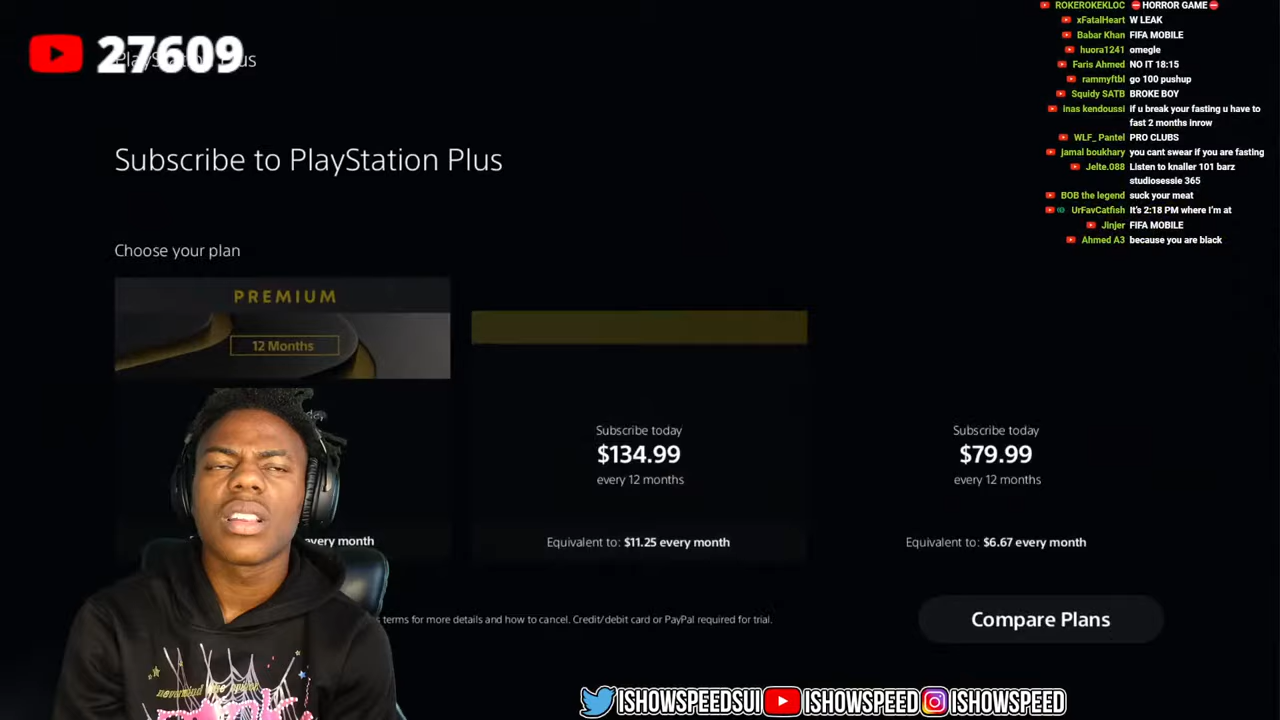 27609
PlayStation Plus
Subscribe to PlayStation Plus
Choose your plan
PREMIUM
12 Months
Subscribe today
$134.99
every 12 months
Equivalent to: $11.25 every month
Subscribe today
$79.99
every 12 months
Equivalent to: $6.67 every month
every month
terms for more details and how to cancel. Credit/debit card or PayPal required for trial.
Compare Plans
ROKEROKEKLOC ⛔HORROR GAME⛔
xFatalHeart W LEAK
Babar Khan FIFA MOBILE
huora1241 omegle
Faris Ahmed NO IT 18:15
rammyftbl go 100 pushup
Squidy SATB BROKE BOY
inas kendoussi if u break your fasting u have to
fast 2 months inrow
WLF_ Pantel PRO CLUBS
jamal boukhary you cant swear if you are fasting
Jelte.088 Listen to knaller 101 barz
studiosessie 365
BOB the legend suck your meat
UrFavCatfish It's 2:18 PM where I'm at
Jinjer FIFA MOBILE
Ahmed A3 because you are black
ISHOWSPEEDSUI ISHOWSPEED ISHOWSPEED